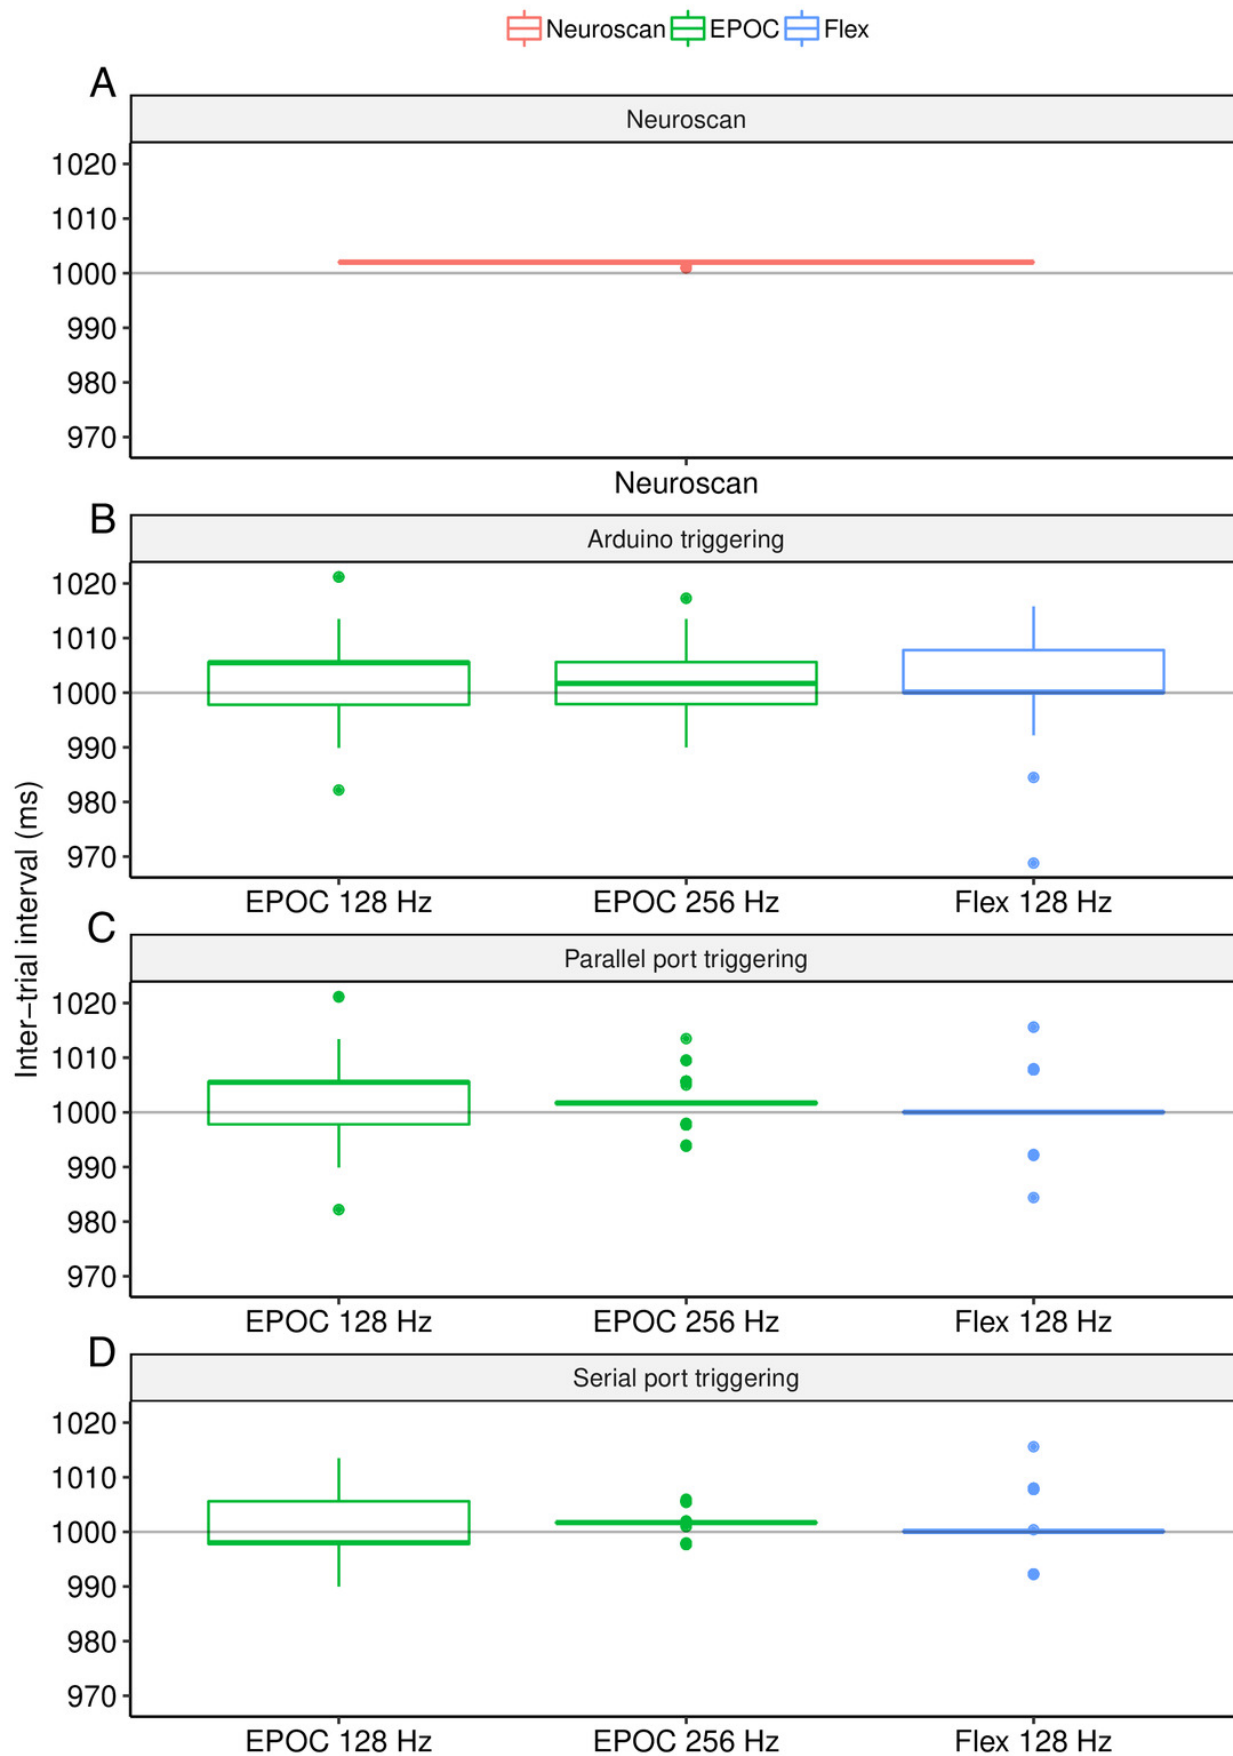 Neuroscan EPOC Flex
A
Neuroscan
1020
1010
1000
990
980
970
Neuroscan
B
Arduino triggering
1020
1010
1000
990
980
970
EPOC 128 Hz EPOC 256 Hz Flex 128 Hz
Inter−trial interval (ms)
C
Parallel port triggering
1020
1010
1000
990
980
970
EPOC 128 Hz EPOC 256 Hz Flex 128 Hz
D
Serial port triggering
1020
1010
1000
990
980
970
EPOC 128 Hz EPOC 256 Hz Flex 128 Hz